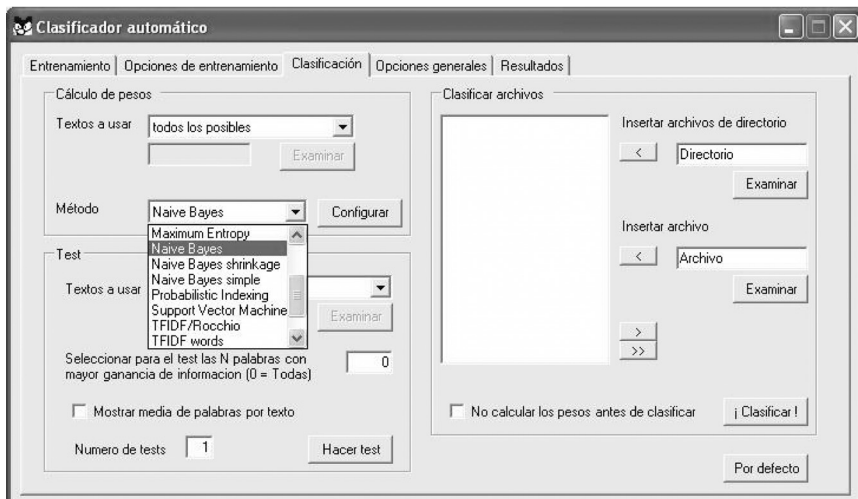 Clasificador automático
Entrenamiento
Opciones de entrenamiento
Clasificación
Opciones generales
Resultados
Cálculo de pesos
Textos a usar
todos los posibles
Examinar
Método
Naive Bayes
Configurar
Maximum Entropy
Naive Bayes
Naive Bayes shrinkage
Naive Bayes simple
Probabilistic Indexing
Support Vector Machine
TFIDF/Rocchio
TFIDF words
Test
Textos a usar
Examinar
Seleccionar para el test las N palabras con
mayor ganancia de informacion (0 = Todas)
0
Mostrar media de palabras por texto
Numero de tests
1
Hacer test
Clasificar archivos
Insertar archivos de directorio
<
Directorio
Examinar
Insertar archivo
<
Archivo
Examinar
>
>>
No calcular los pesos antes de clasificar
¡ Clasificar !
Por defecto